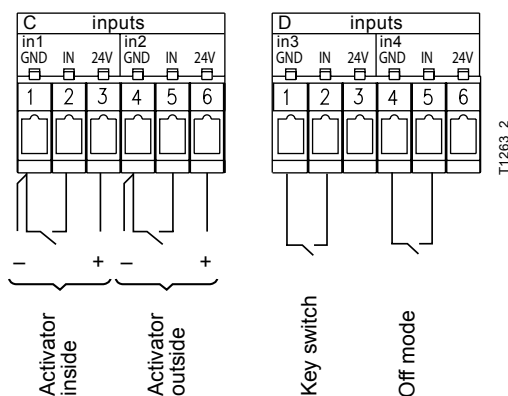 C inputs
in1 in2
GND IN 24V GND IN 24V
1 2 3 4 5 6
– + – +
Activator
inside
Activator
outside
D inputs
in3 in4
GND IN 24V GND IN 24V
1 2 3 4 5 6
Key switch
Off mode
T1263_2